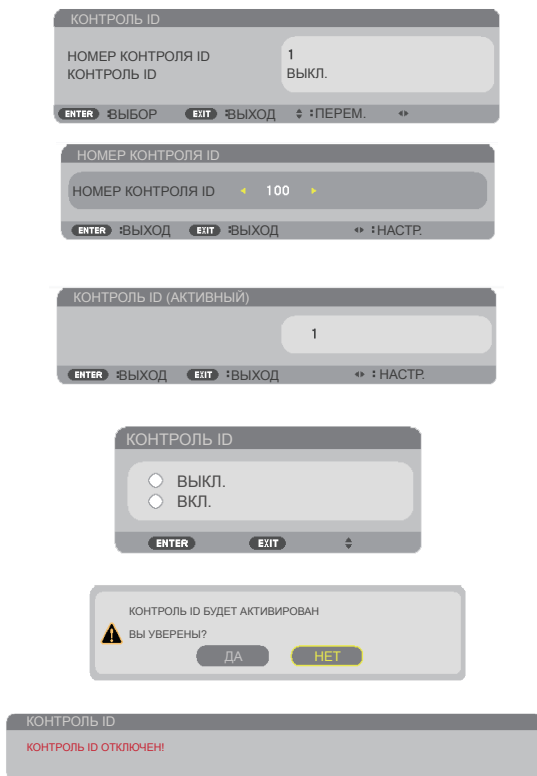 КОНТРОЛЬ ID
НОМЕР КОНТРОЛЯ ID 1
КОНТРОЛЬ ID ВЫКЛ.
ENTER :ВЫБОР EXIT :ВЫХОД :ПЕРЕМ.
НОМЕР КОНТРОЛЯ ID
НОМЕР КОНТРОЛЯ ID 100
ENTER :ВЫХОД EXIT :ВЫХОД :НАСТР.
КОНТРОЛЬ ID (АКТИВНЫЙ)
1
ENTER :ВЫХОД EXIT :ВЫХОД : НАСТР.
КОНТРОЛЬ ID
ВЫКЛ.
ВКЛ.
ENTER EXIT
КОНТРОЛЬ ID БУДЕТ АКТИВИРОВАН
ВЫ УВЕРЕНЫ?
ДА НЕТ
КОНТРОЛЬ ID
КОНТРОЛЬ ID ОТКЛЮЧЕН!